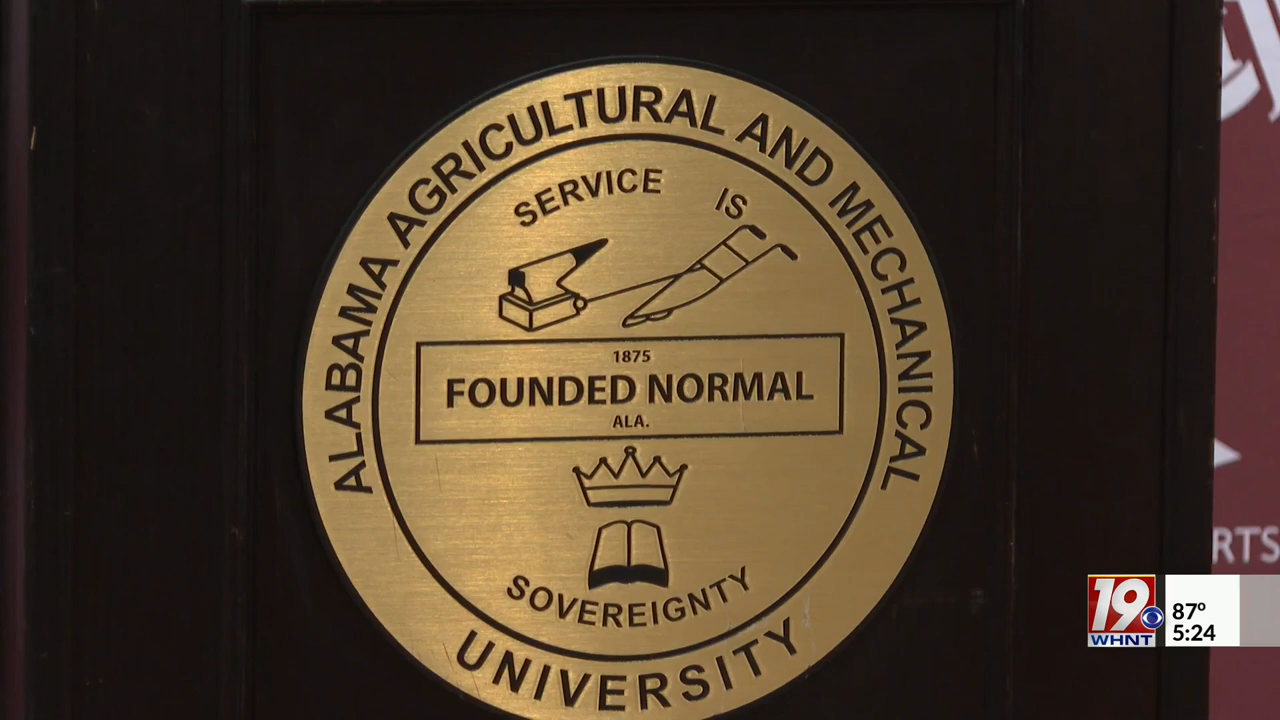 ALABAMA AGRICULTURAL AND MECHANICAL
SERVICE IS
1875
FOUNDED NORMAL
ALA.
SOVEREIGNTY
UNIVERSITY
RTS
19
WHNT
87°
5:24